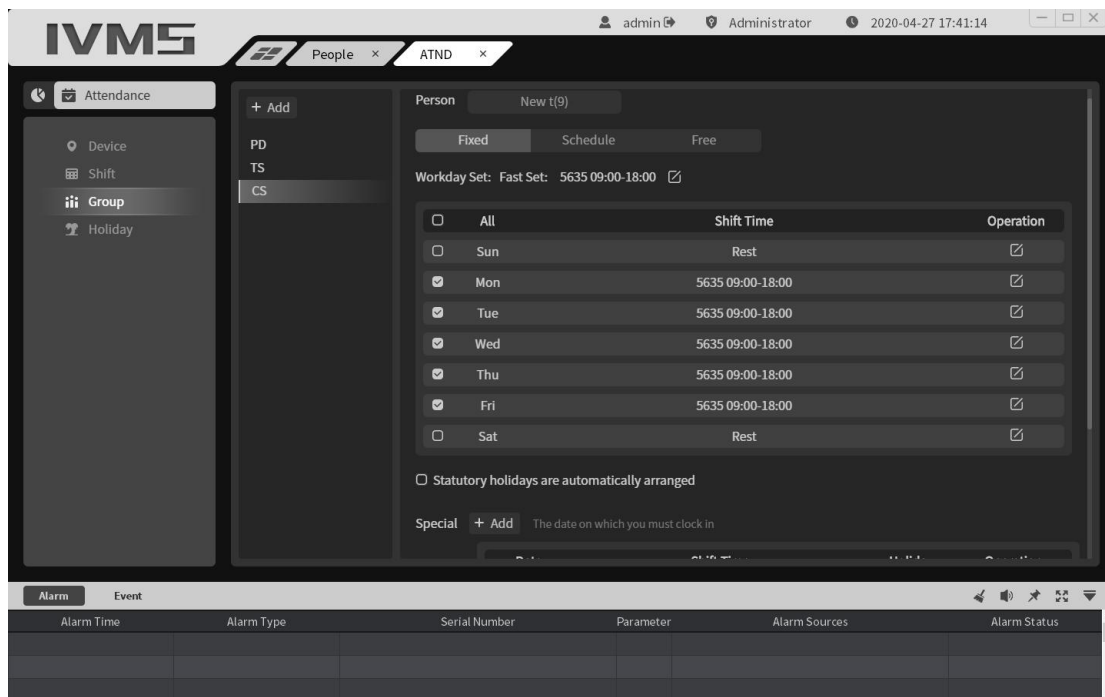 IVMS
admin Administrator 2020-04-27 17:41:14
People × ATND ×
Attendance
Device
Shift
Group
Holiday
+ Add
PD
TS
CS
Person New t(9)
Fixed Schedule Free
Workday Set: Fast Set: 5635 09:00-18:00
All Shift Time Operation
Sun Rest
Mon 5635 09:00-18:00
Tue 5635 09:00-18:00
Wed 5635 09:00-18:00
Thu 5635 09:00-18:00
Fri 5635 09:00-18:00
Sat Rest
Statutory holidays are automatically arranged
Special + Add The date on which you must clock in
Alarm Event
Alarm Time Alarm Type Serial Number Parameter Alarm Sources Alarm Status